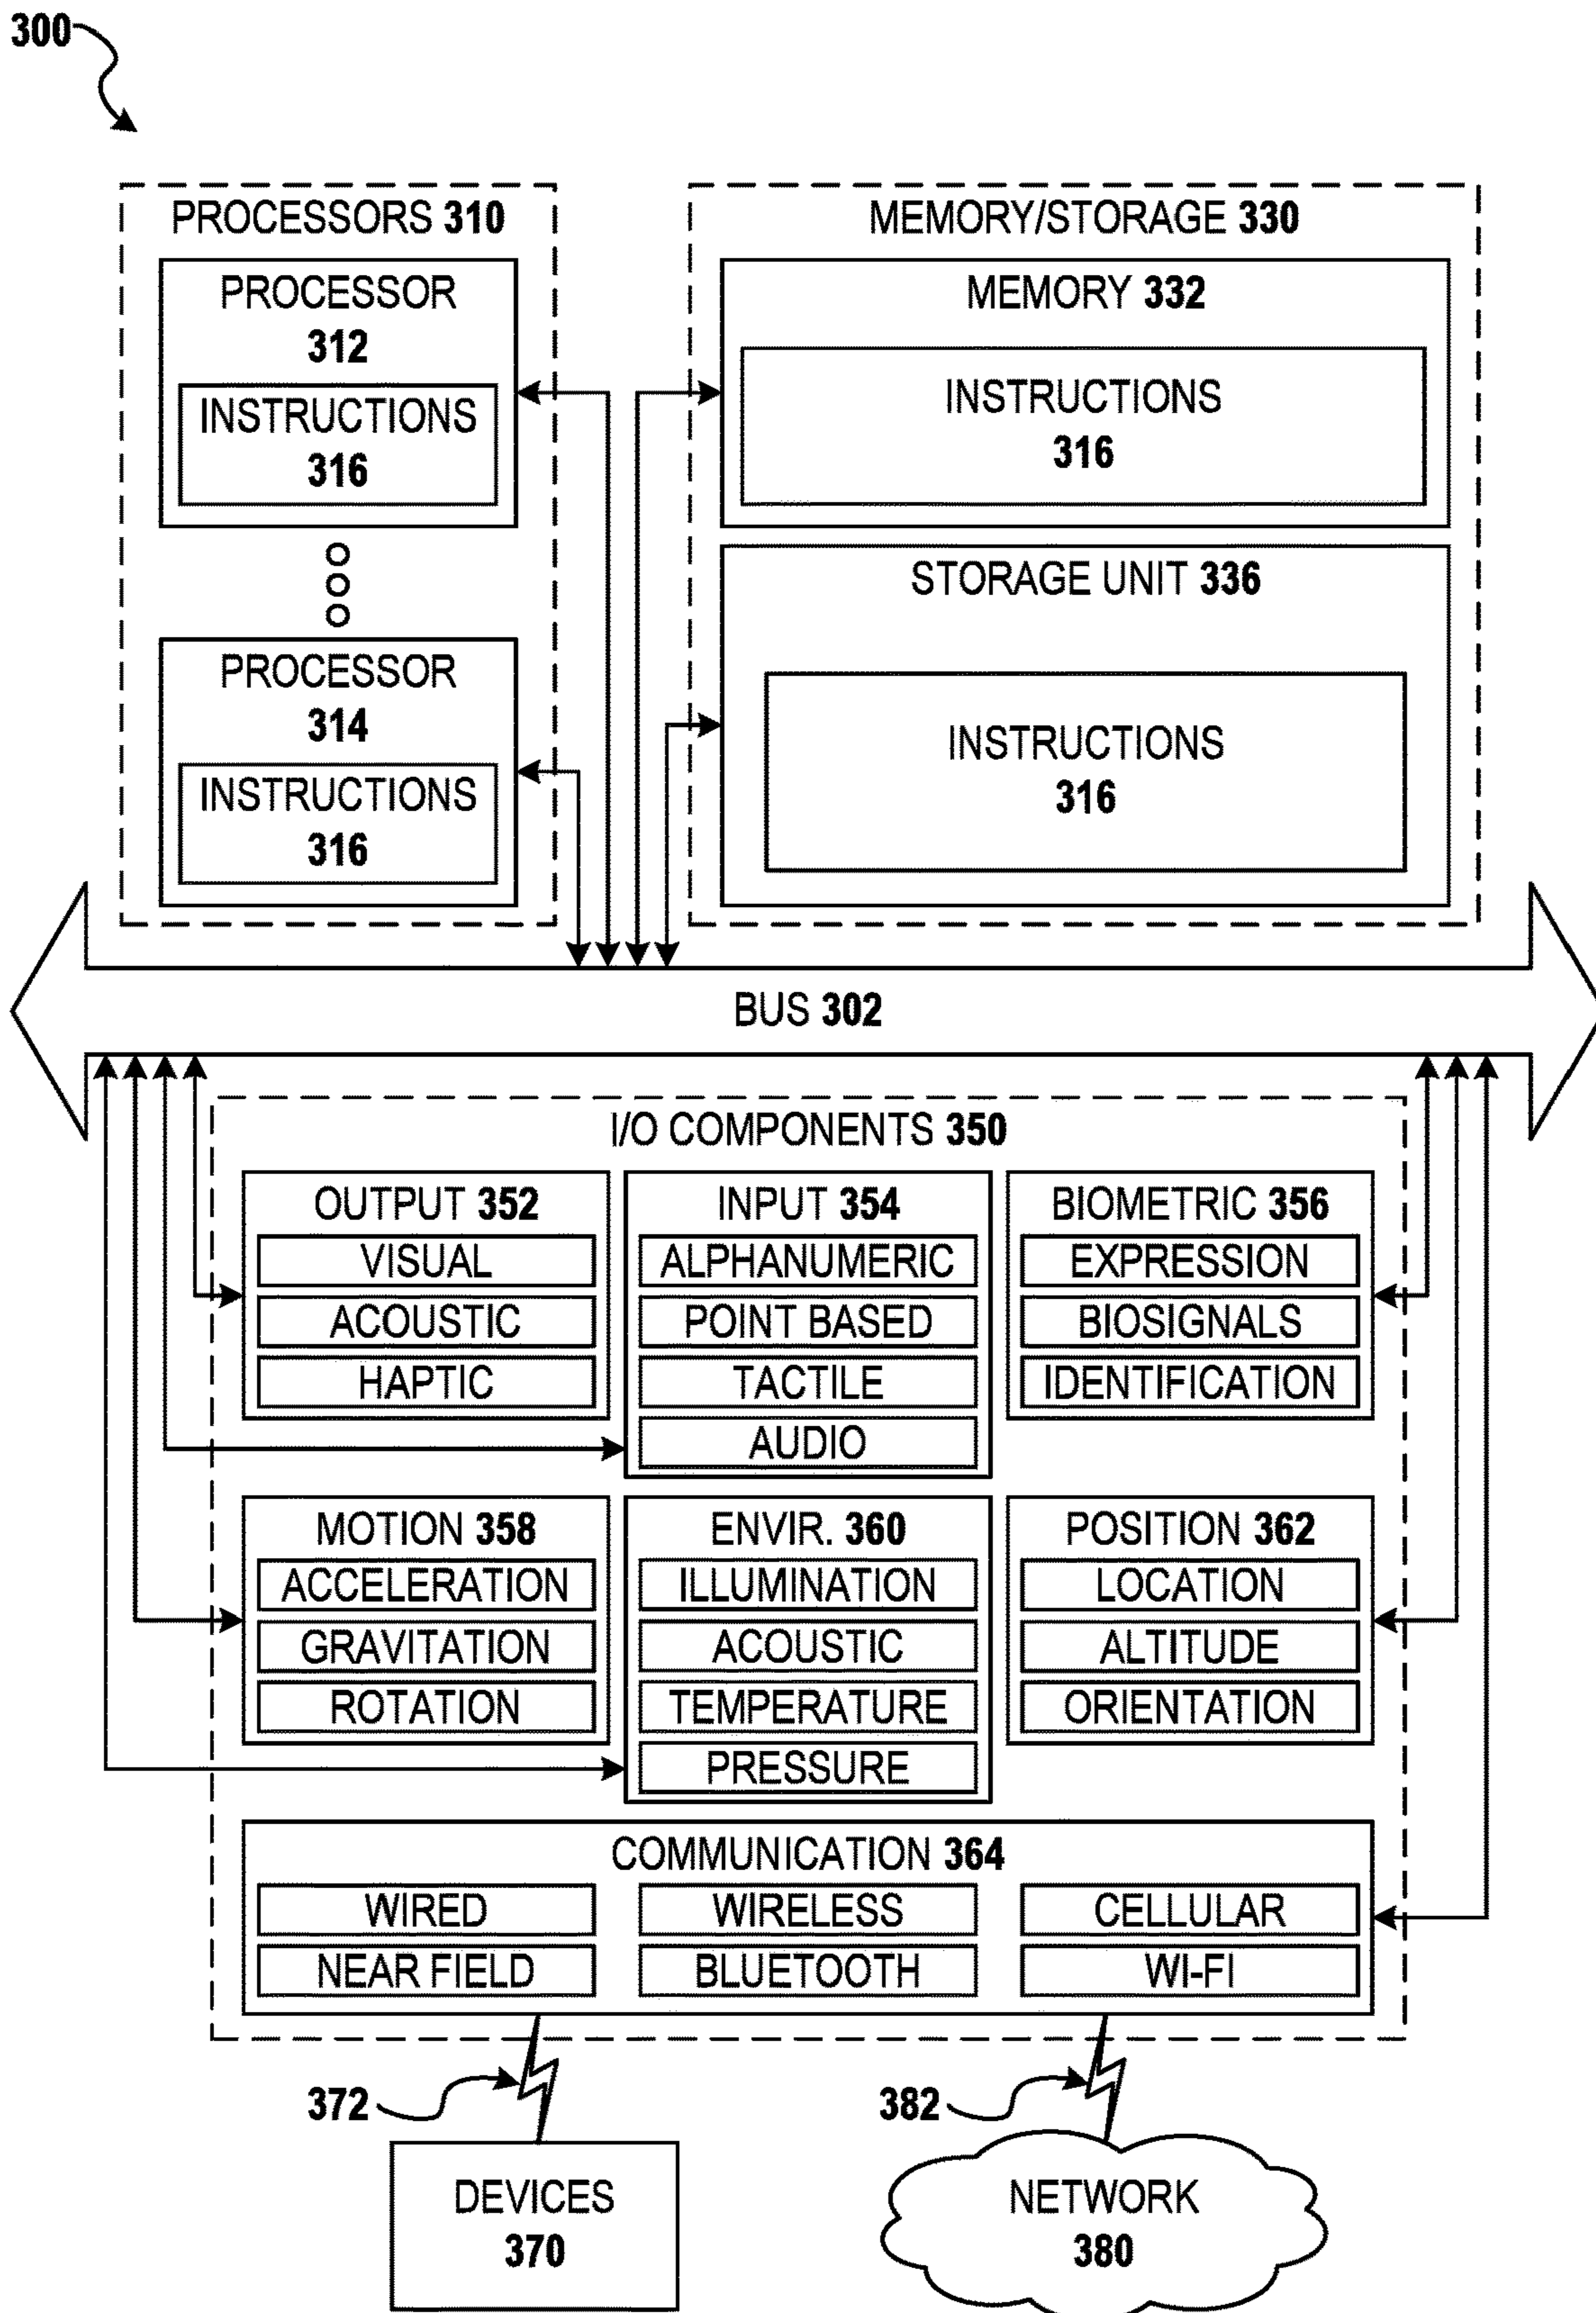 300
PROCESSORS 310
PROCESSOR
312
INSTRUCTIONS
316
PROCESSOR
314
INSTRUCTIONS
316
MEMORY/STORAGE 330
MEMORY 332
INSTRUCTIONS
316
STORAGE UNIT 336
INSTRUCTIONS
316
BUS 302
I/O COMPONENTS 350
OUTPUT 352
VISUAL
ACOUSTIC
HAPTIC
INPUT 354
ALPHANUMERIC
POINT BASED
TACTILE
AUDIO
BIOMETRIC 356
EXPRESSION
BIOSIGNALS
IDENTIFICATION
MOTION 358
ACCELERATION
GRAVITATION
ROTATION
ENVIR. 360
ILLUMINATION
ACOUSTIC
TEMPERATURE
PRESSURE
POSITION 362
LOCATION
ALTITUDE
ORIENTATION
COMMUNICATION 364
WIRED
WIRELESS
CELLULAR
NEAR FIELD
BLUETOOTH
WI-FI
372
382
DEVICES
370
NETWORK
380